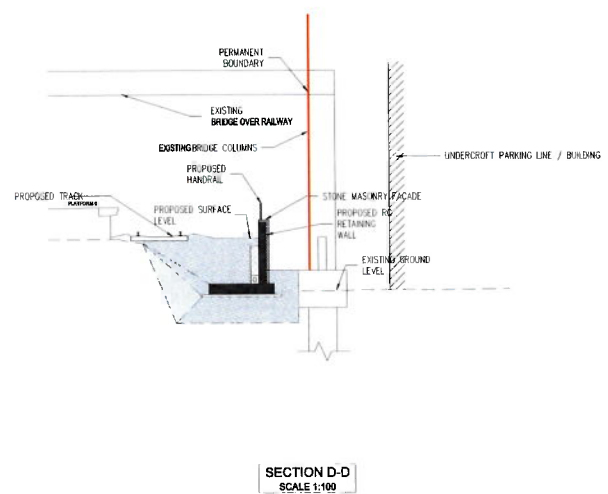 PERMANENT
BOUNDARY
EXISTING
BRIDGE OVER RAILWAY
EXISTING BRIDGE COLUMNS
UNDERCROFT PARKING LINE / BUILDING
PROPOSED
HANDRAIL
PROPOSED TRACK
STONE MASONRY FACADE
PROPOSED SURFACE
LEVEL
PROPOSED RC
RETAINING
WALL
EXISTING GROUND
LEVEL
SECTION D-D
SCALE 1:100